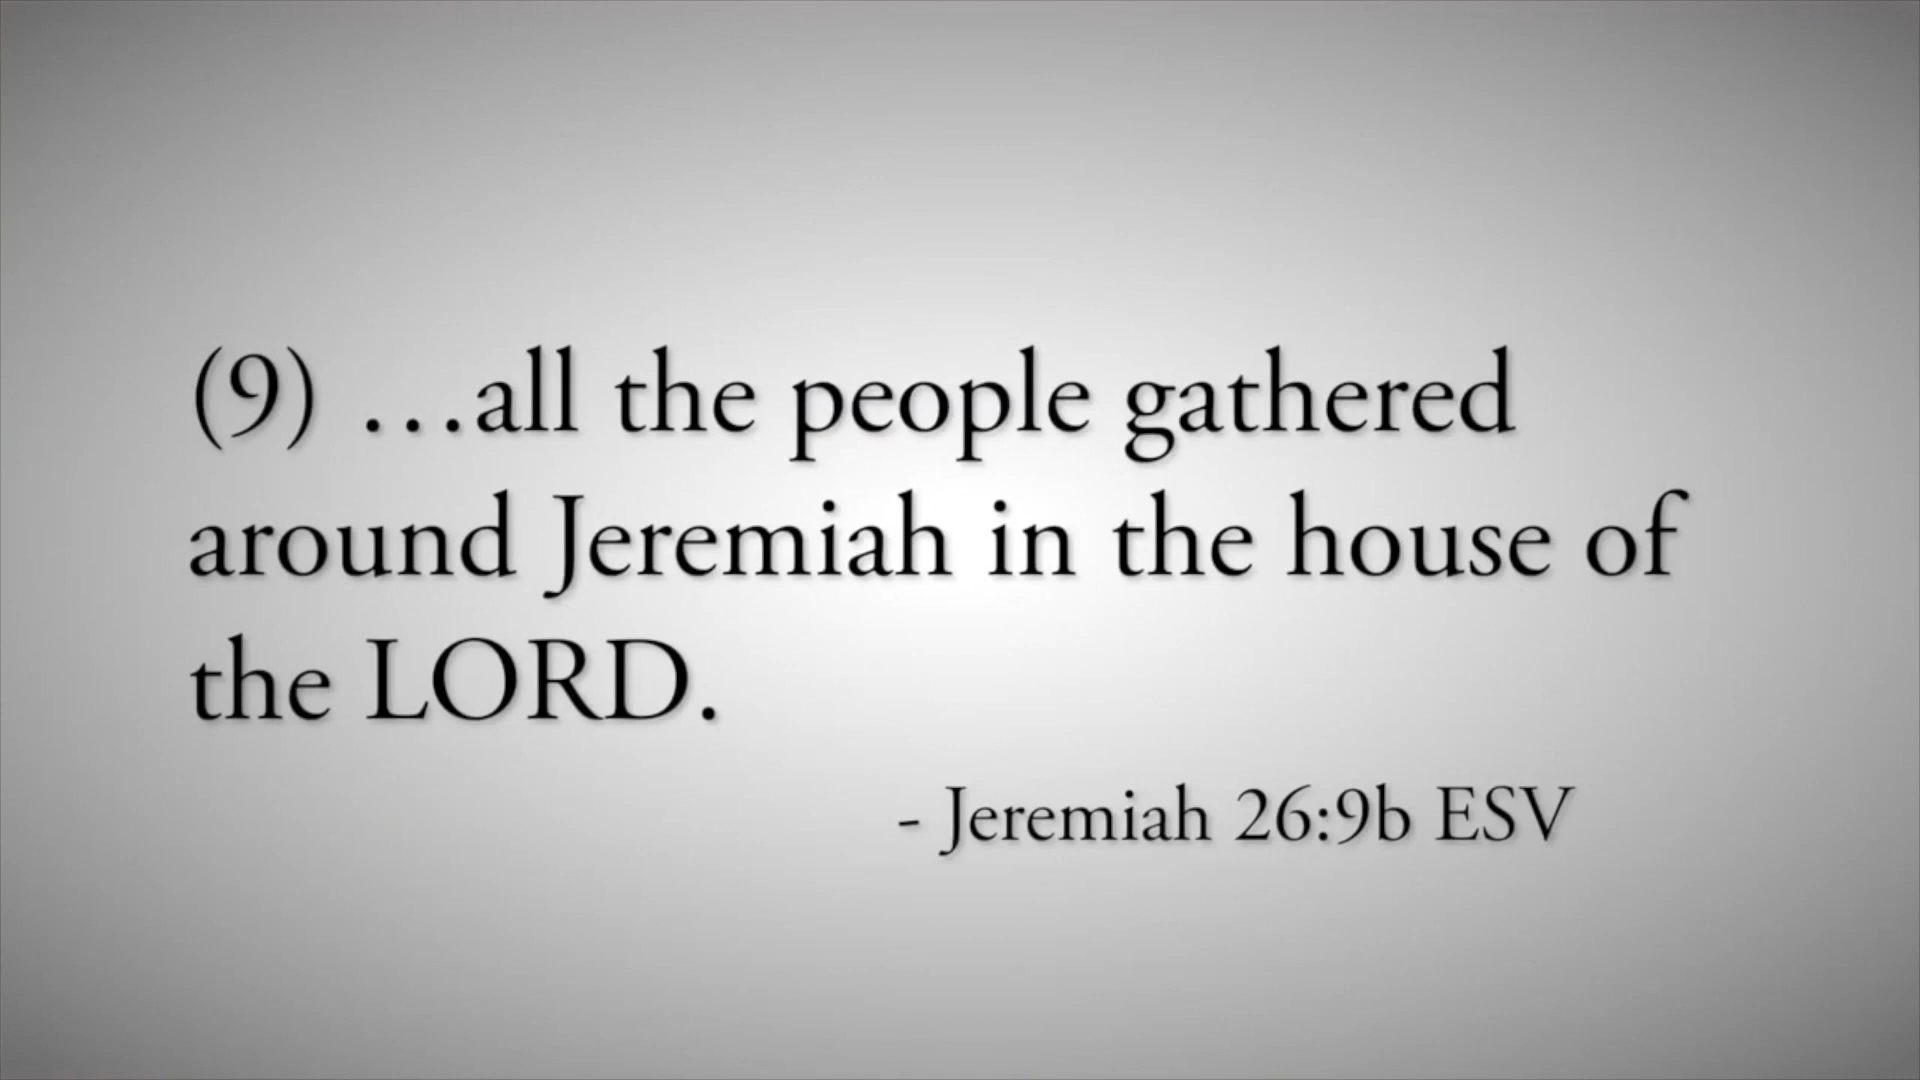 (9) …all the people gathered
around Jeremiah in the house of
the LORD.
- Jeremiah 26:9b ESV